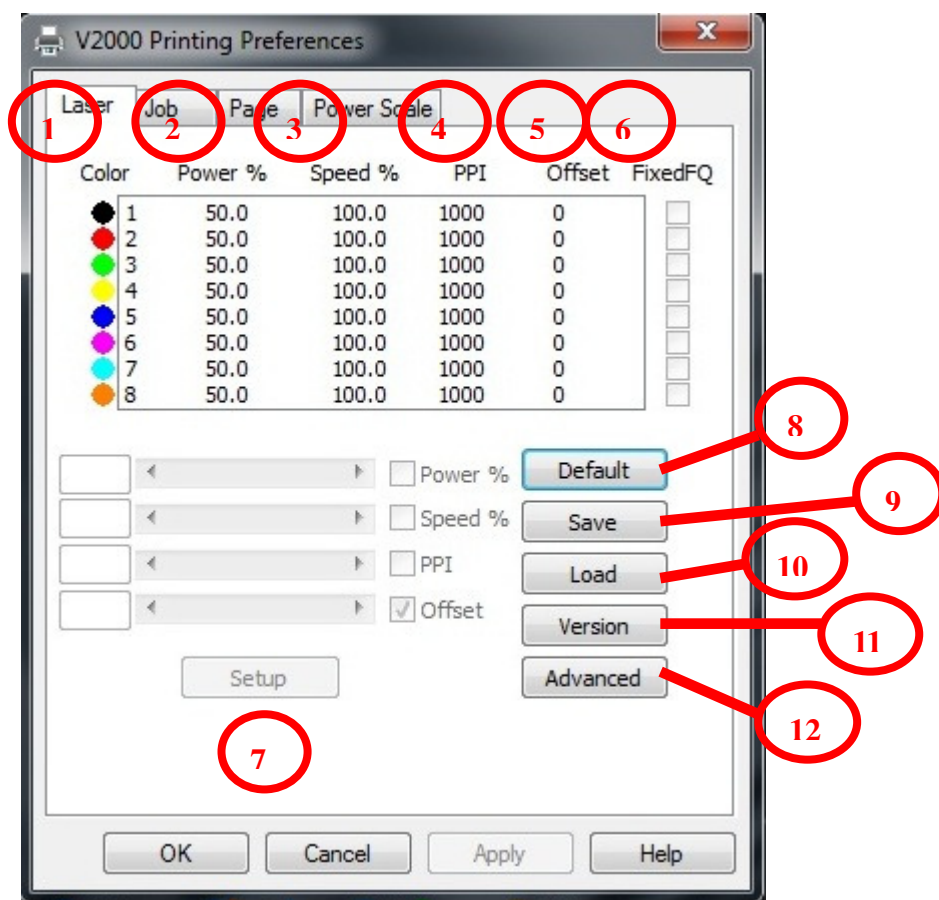 V2000 Printing Preferences
Laser Job Page Power Scale
1 2 3 4 5 6
Color Power % Speed % PPI Offset FixedFQ
1 50.0 100.0 1000 0
2 50.0 100.0 1000 0
3 50.0 100.0 1000 0
4 50.0 100.0 1000 0
5 50.0 100.0 1000 0
6 50.0 100.0 1000 0
7 50.0 100.0 1000 0
8 50.0 100.0 1000 0
8
Power % Default
9
Speed % Save
10
PPI Load
Offset Version
11
Setup Advanced
12
7
OK Cancel Apply Help